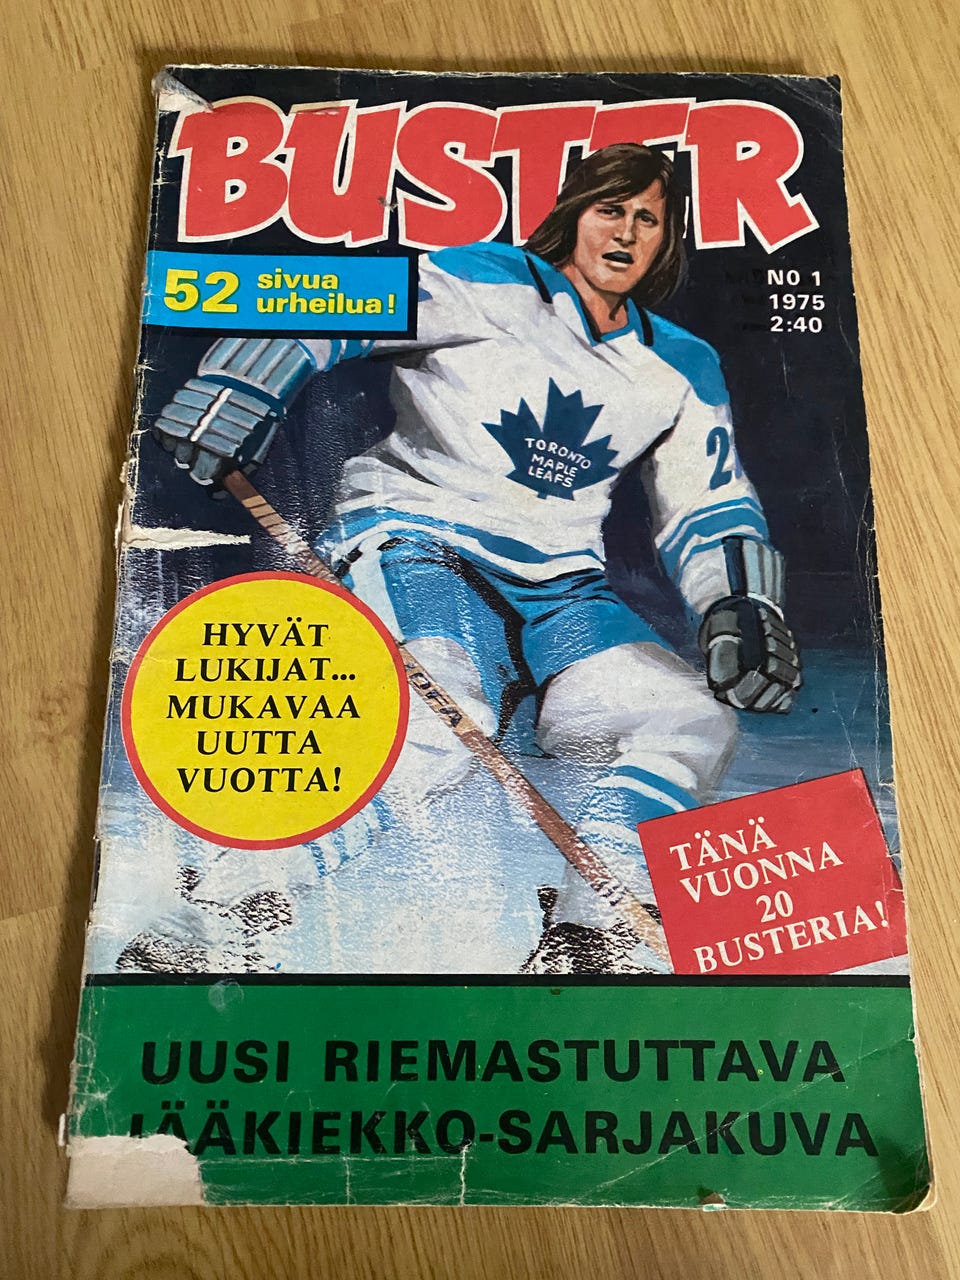 BUSTER
52 sivua
urheilua!
NO 1
1975
2:40
TORONTO
MAPLE
LEAFS
HYVÄT
LUKIJAT...
MUKAVAA
UUTTA
VUOTTA!
TÄNÄ
VUONNA
20
BUSTERIA!
UUSI RIEMASTUTTAVA
JÄÄKIEKKO-SARJAKUVA